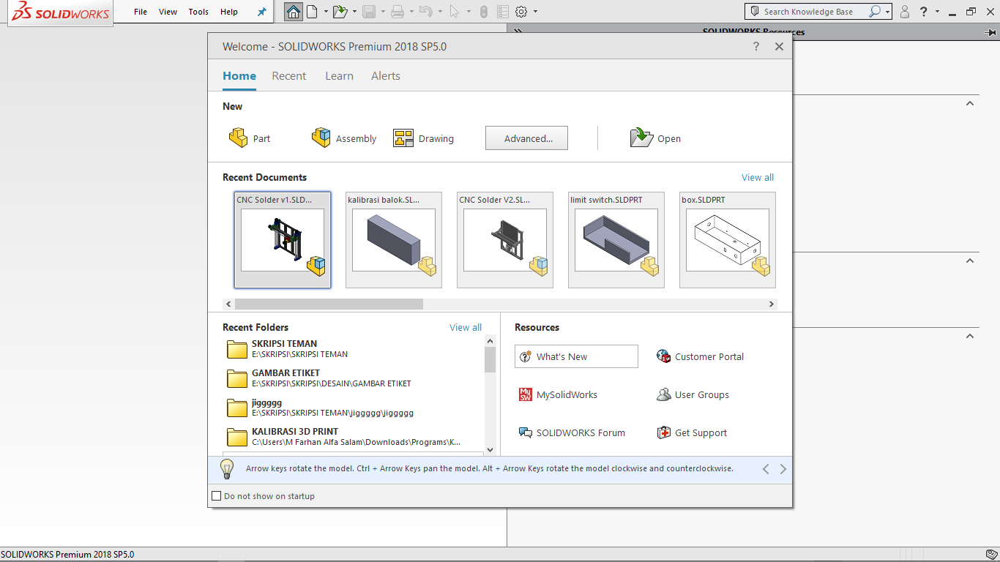 SOLIDWORKS
File View Tools Help
Search Knowledge Base
?
SOLIDWORKS Resources
Welcome - SOLIDWORKS Premium 2018 SP5.0
?
Home Recent Learn Alerts
New
Part Assembly Drawing Advanced... Open
Recent Documents View all
CNC Solder v1.SLD... kalibrasi balok.SL... CNC Solder V2.SL... limit switch.SLDPRT box.SLDPRT
Recent Folders View all
SKRIPSI TEMAN
E:\SKRIPSI\SKRIPSI TEMAN
GAMBAR ETIKET
E:\SKRIPSI\SKRIPSI\DESAIN\GAMBAR ETIKET
jiggggg
E:\SKRIPSI\SKRIPSI TEMAN\jiggggg\jiggggg
KALIBRASI 3D PRINT
C:\Users\M Farhan Alfa Salam\Downloads\Programs\K...
Resources
What's New Customer Portal
My
SW
MySolidWorks User Groups
SOLIDWORKS Forum Get Support
Arrow keys rotate the model. Ctrl + Arrow Keys pan the model. Alt + Arrow Keys rotate the model clockwise and counterclockwise.
Do not show on startup
SOLIDWORKS Premium 2018 SP5.0